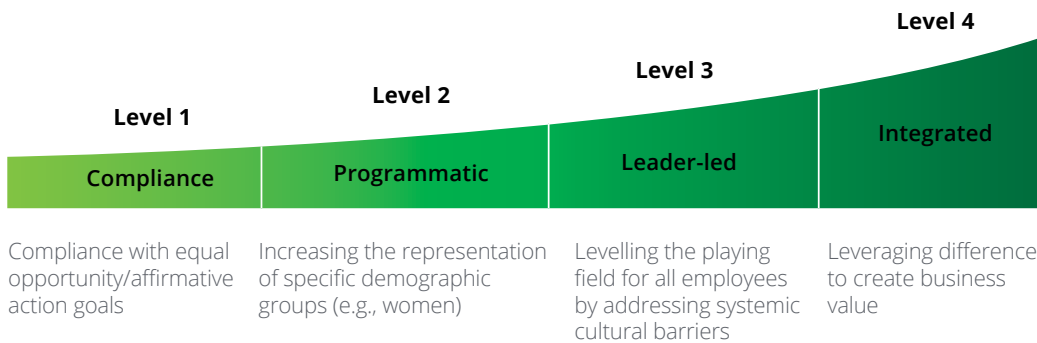 Level 1
Level 2
Level 3
Level 4
Compliance
Programmatic
Leader-led
Integrated
Compliance with equal
opportunity/affirmative
action goals
Increasing the representation
of specific demographic
groups (e.g., women)
Levelling the playing
field for all employees
by addressing systemic
cultural barriers
Leveraging difference
to create business
value